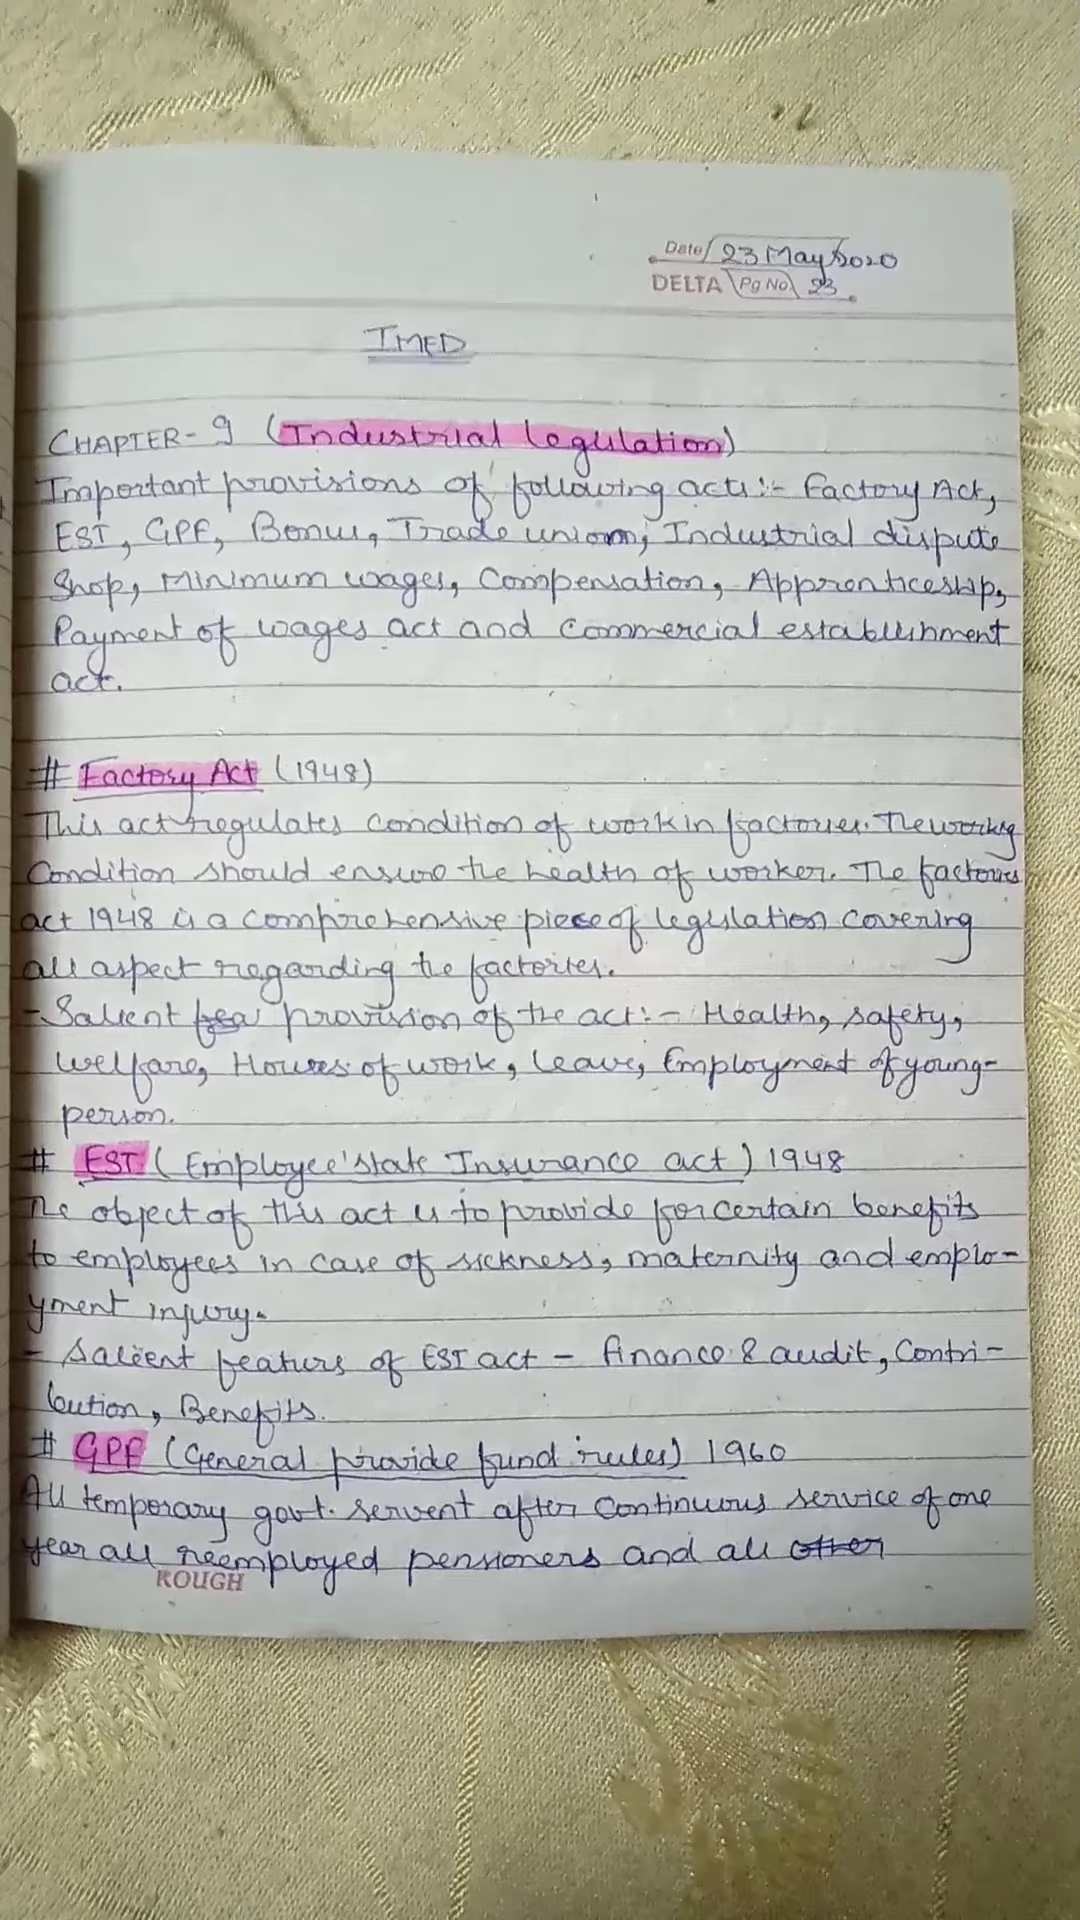 Date 23 May 2020
DELTA Pg No. 23
IMED
CHAPTER-9 (Industrial legislation)
Important provisions of following acts:- Factory Act,
EST, GPF, Bonus, Trade union, Industrial dispute
Shop, Minimum wages, Compensation, Apprenticeship,
Payment of wages act and commercial establishment
act.
# Factory Act (1948)
This act regulates condition of work in factories. The working
Condition should ensure the health of worker. The factories
act 1948 is a comprehensive piece of legislation covering
all aspect regarding the factories.
- Salient provision of the act:- Health, safety,
welfare, Houres of work, leave, Employment of young-
person.
# EST (Employee'state Insurance act) 1948
The object of this act is to provide for certain benefits
to employees in case of sickness, maternity and emplo-
yment injury.
- Salient featurs of EST act - finance & audit, Contri-
bution, Benefits.
# GPF (General provide fund rules) 1960
All temporary govt. servent after continuous service of one
year all reemployed pensioners and all other
ROUGH